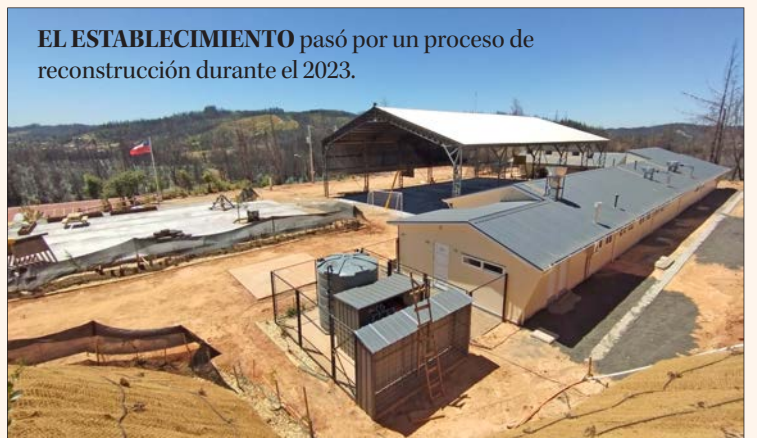 EL ESTABLECIMIENTO pasó por un proceso de
reconstrucción durante el 2023.